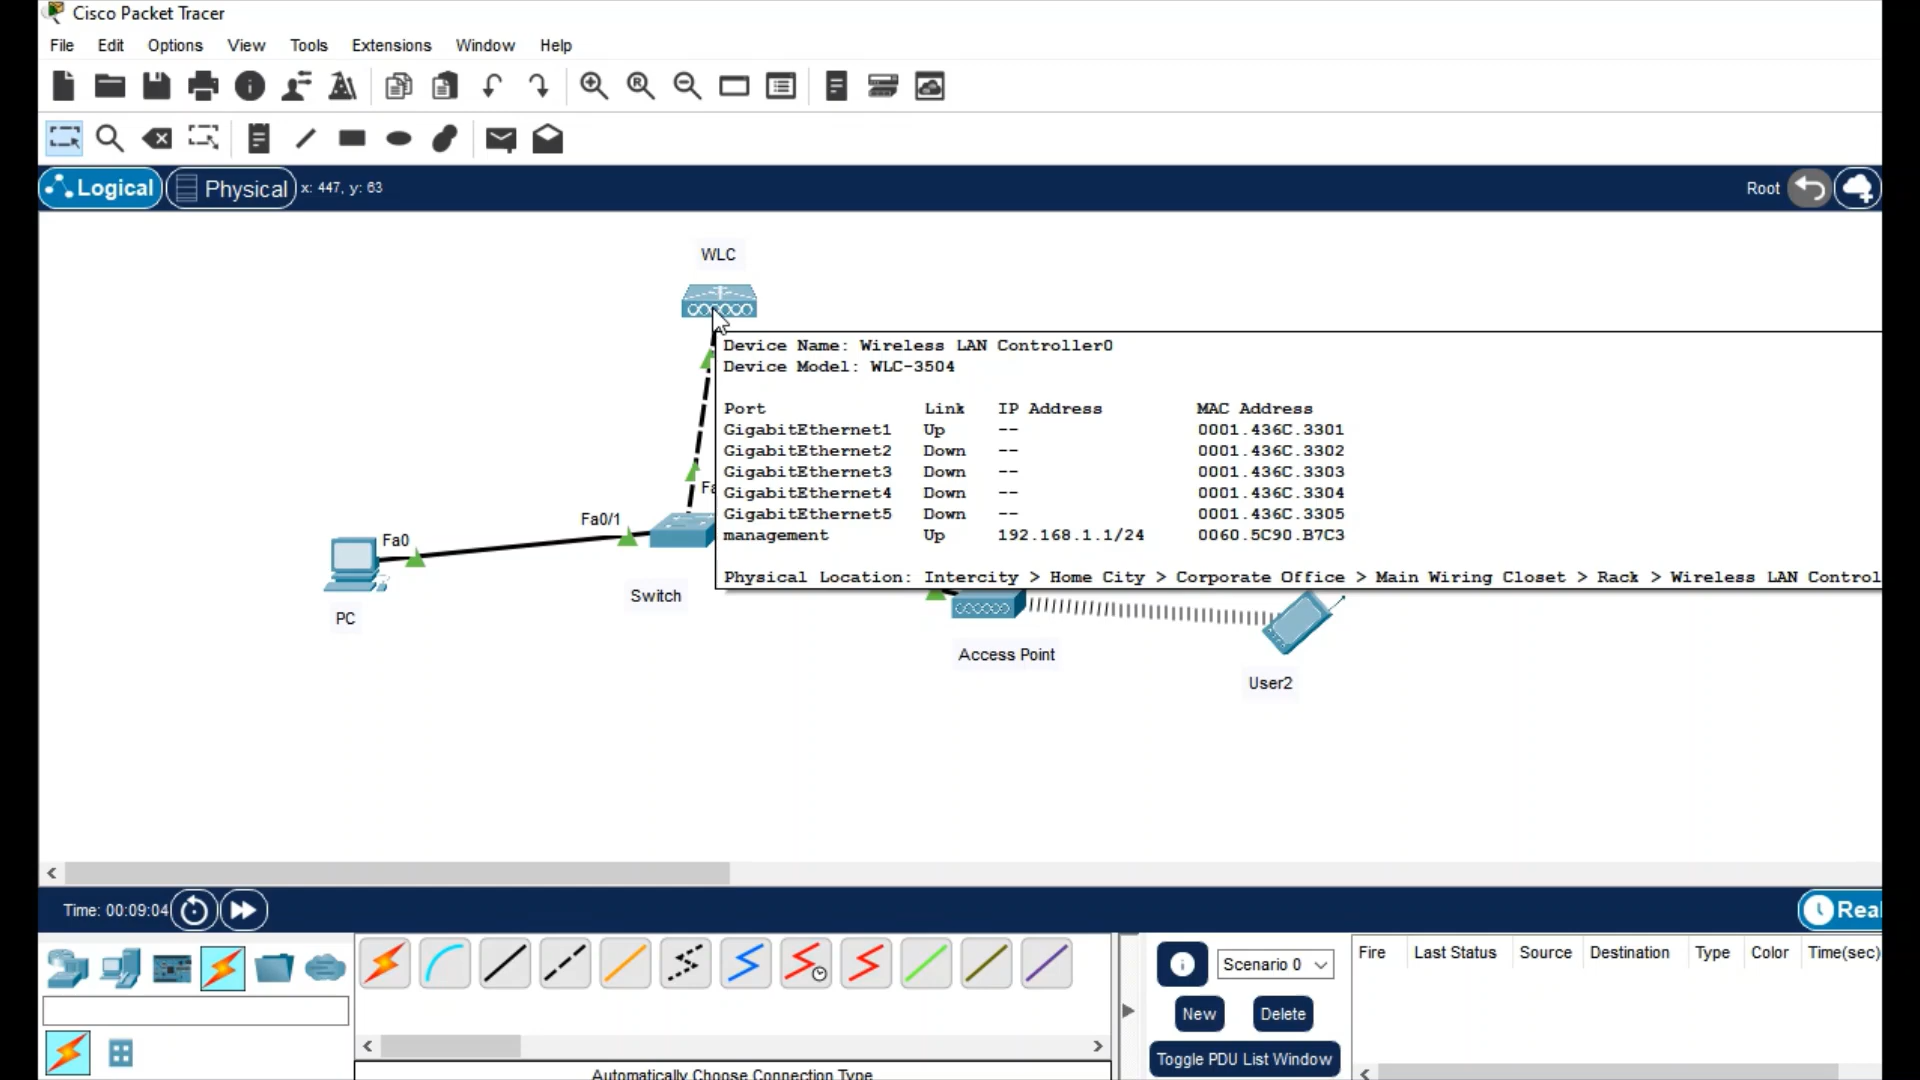 Cisco Packet Tracer
File Edit Options View Tools Extensions Window Help
Logical Physical x: 447, y: 63 Root
WLC
Device Name: Wireless LAN Controller0
Device Model: WLC-3504
Port Link IP Address MAC Address
GigabitEthernet1 Up -- 0001.436C.3301
GigabitEthernet2 Down -- 0001.436C.3302
GigabitEthernet3 Down -- 0001.436C.3303
GigabitEthernet4 Down -- 0001.436C.3304
GigabitEthernet5 Down -- 0001.436C.3305
management Up 192.168.1.1/24 0060.5C90.B7C3
Physical Location: Intercity > Home City > Corporate Office > Main Wiring Closet > Rack > Wireless LAN Control
Fa
Fa0/1
Fa0
Switch
PC
Access Point
User2
Time: 00:09:04
Rea
Scenario 0
New Delete
Toggle PDU List Window
Fire Last Status Source Destination Type Color Time(sec)
Automatically Choose Connection Type